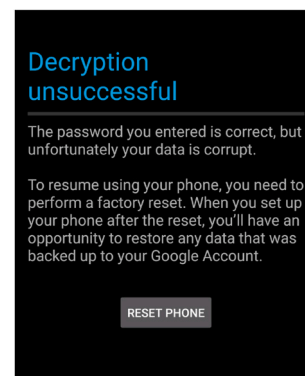 Decryption
unsuccessful
The password you entered is correct, but
unfortunately your data is corrupt.
To resume using your phone, you need to
perform a factory reset. When you set up
your phone after the reset, you'll have an
opportunity to restore any data that was
backed up to your Google Account.
RESET PHONE